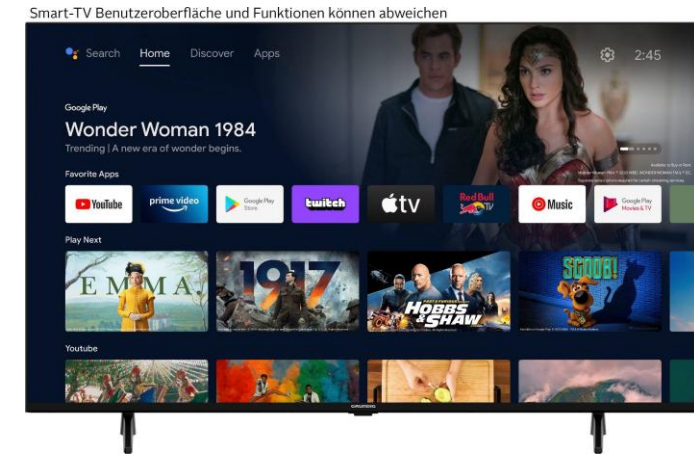 Smart-TV Benutzeroberfläche und Funktionen können abweichen
Search Home Discover Apps 2:45
Google Play
Wonder Woman 1984
Trending | A new era of wonder begins.
Favorite Apps
YouTube prime video Google Play Store twitch tv Red Bull TV Music Google Play Movies & TV
Play Next
EMMA. 1917 FAST & FURIOUS HOBBS & SHAW SCOOB!
Youtube
GRUNDIG